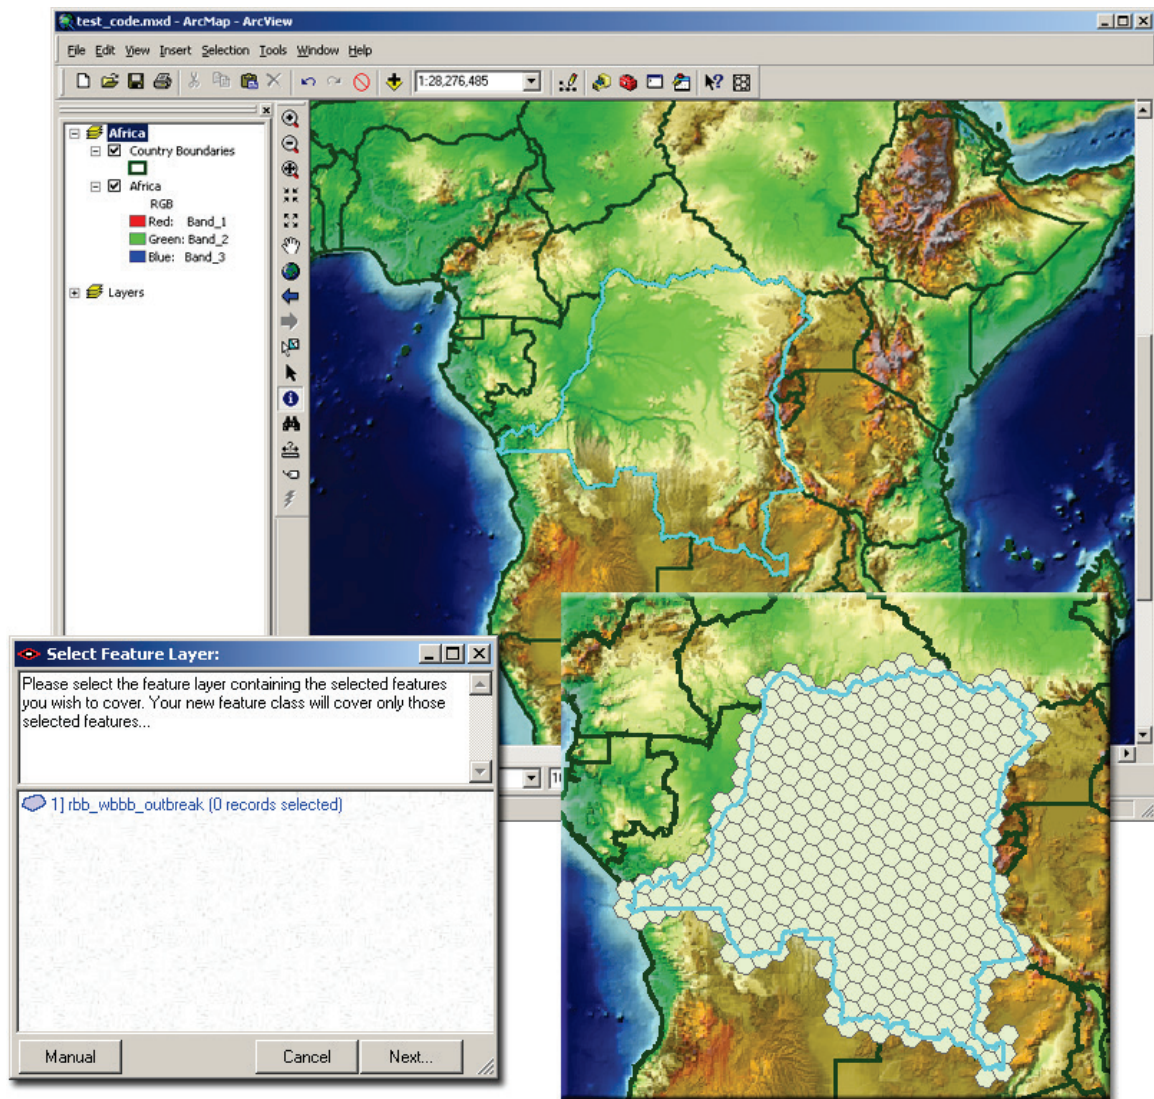 test_code.mxd - ArcMap - ArcView
File Edit View Insert Selection Tools Window Help
1:28,276,485
Africa
Country Boundaries
Africa
RGB
Red: Band_1
Green: Band_2
Blue: Band_3
Layers
Select Feature Layer:
Please select the feature layer containing the selected features
you wish to cover. Your new feature class will cover only those
selected features...
1] rbb_wbbb_outbreak (0 records selected)
Manual Cancel Next...